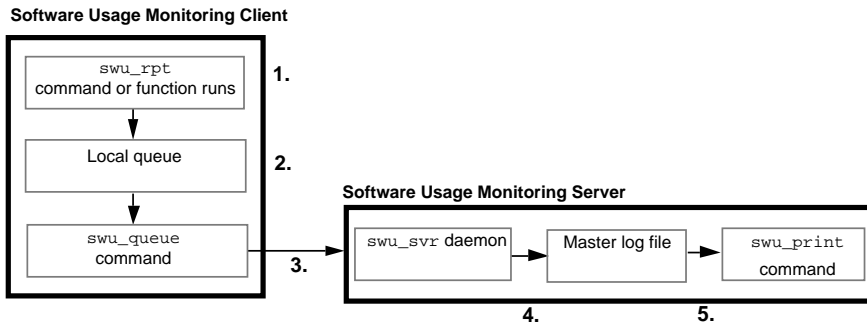 Software Usage Monitoring Client
swu_rpt
command or function runs
1.
Local queue
2.
swu_queue
command
3.
Software Usage Monitoring Server
swu_svr daemon
Master log file
swu_print
command
4.
5.